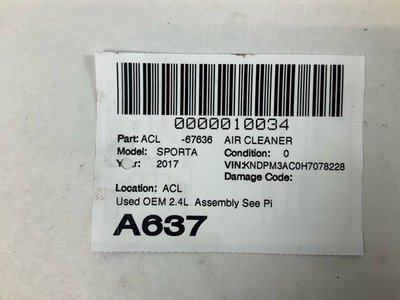 0000010034
Part: ACL -67636 AIR CLEANER
Model: SPORTA Condition: 0
Year: 2017 VIN:KNDPM3AC0H7078228
Damage Code:
Location: ACL
Used OEM 2.4L Assembly See Pi
A637